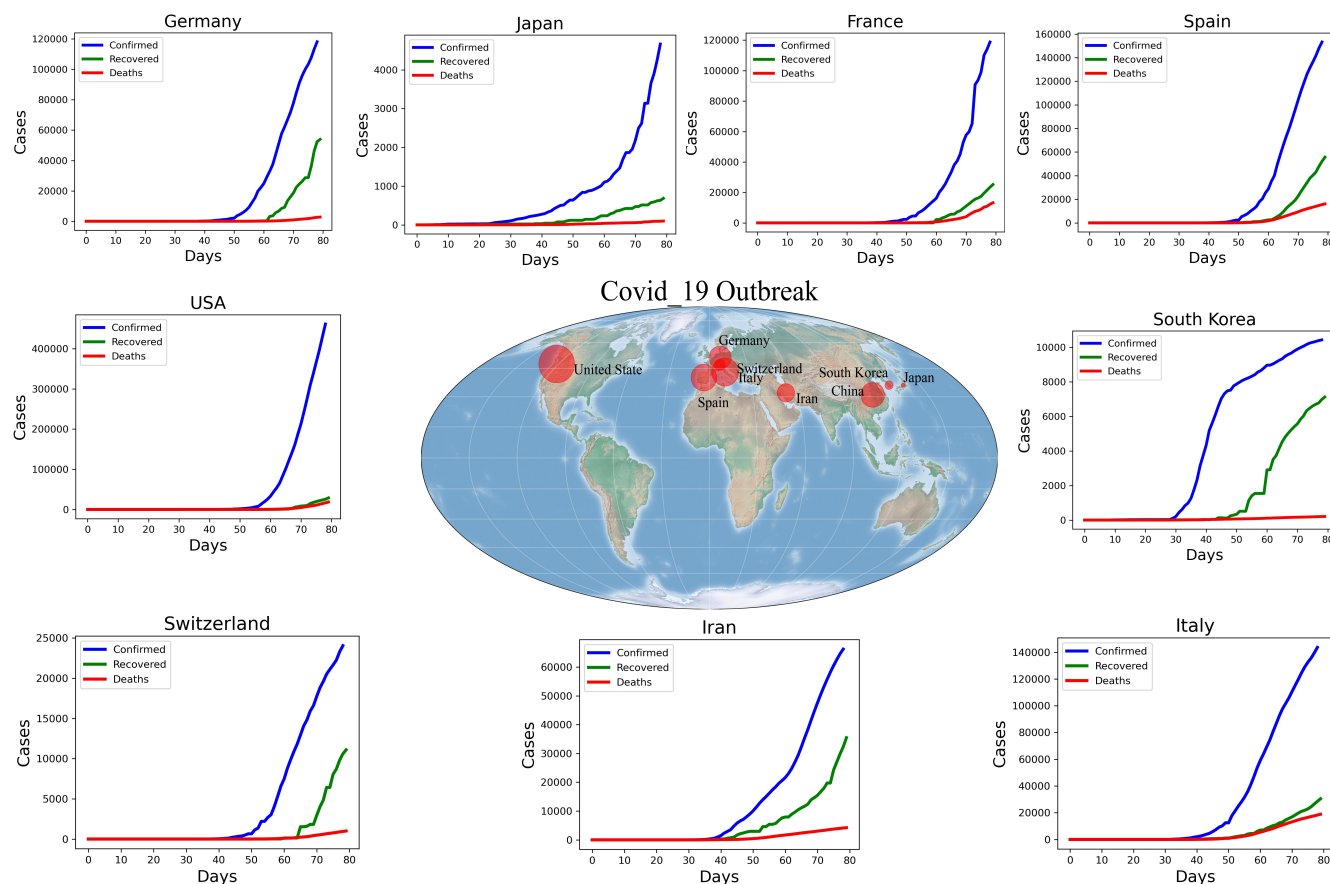 Germany
Confirmed
Recovered
Deaths
120000
100000
80000
60000
40000
20000
0
Cases
0 10 20 30 40 50 60 70 80
Days
Japan
Confirmed
Recovered
Deaths
4000
3000
2000
1000
0
Cases
0 10 20 30 40 50 60 70 80
Days
France
Confirmed
Recovered
Deaths
120000
100000
80000
60000
40000
20000
0
Cases
0 10 20 30 40 50 60 70 80
Days
Spain
Confirmed
Recovered
Deaths
160000
140000
120000
100000
80000
60000
40000
20000
0
Cases
0 10 20 30 40 50 60 70 80
Days
USA
Confirmed
Recovered
Deaths
400000
300000
200000
100000
0
Cases
0 10 20 30 40 50 60 70 80
Days
Covid_19 Outbreak
Germany
United State
Switzerland
Italy
Spain
Iran
South Korea
Japan
China
South Korea
Confirmed
Recovered
Deaths
10000
8000
6000
4000
2000
0
Cases
0 10 20 30 40 50 60 70 80
Days
Switzerland
Confirmed
Recovered
Deaths
25000
20000
15000
10000
5000
0
Cases
0 10 20 30 40 50 60 70 80
Days
Iran
Confirmed
Recovered
Deaths
60000
50000
40000
30000
20000
10000
0
Cases
0 10 20 30 40 50 60 70 80
Days
Italy
Confirmed
Recovered
Deaths
140000
120000
100000
80000
60000
40000
20000
0
Cases
0 10 20 30 40 50 60 70 80
Days